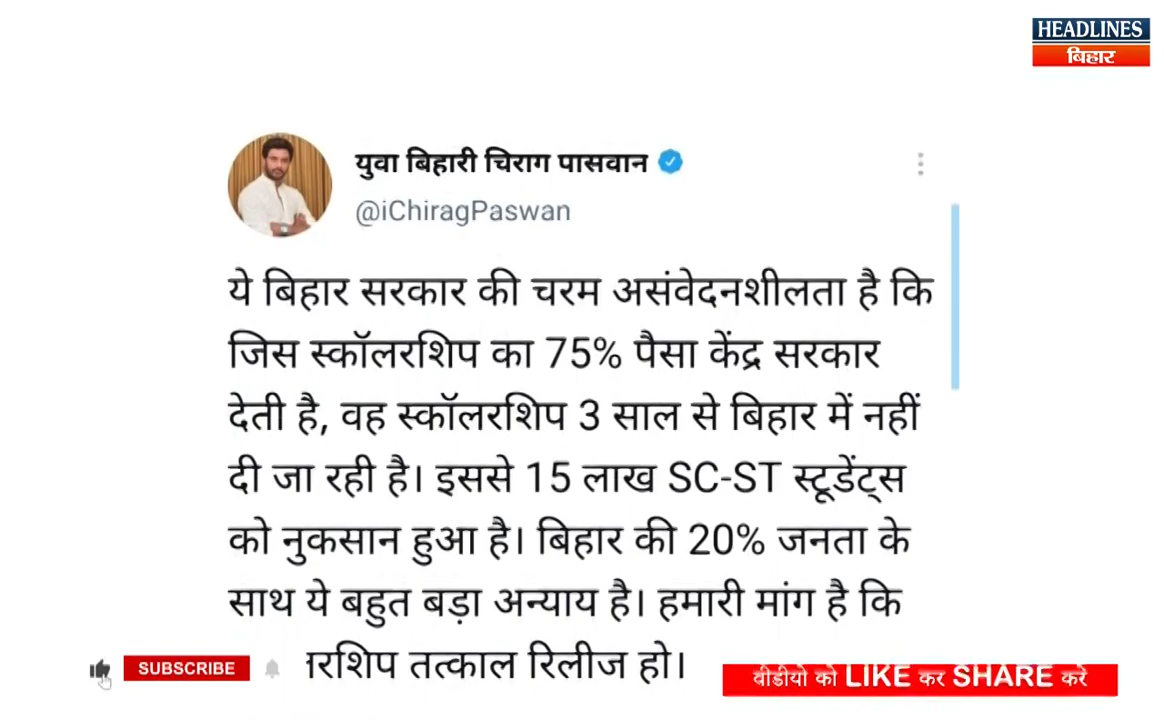 HEADLINES
बिहार
युवा बिहारी चिराग पासवान
@iChiragPaswan
ये बिहार सरकार की चरम असंवेदनशीलता है कि
जिस स्कॉलरशिप का 75% पैसा केंद्र सरकार
देती है, वह स्कॉलरशिप 3 साल से बिहार में नहीं
दी जा रही है। इससे 15 लाख SC-ST स्टूडेंट्स
को नुकसान हुआ है। बिहार की 20% जनता के
साथ ये बहुत बड़ा अन्याय है। हमारी मांग है कि
रशिप तत्काल रिलीज हो।
SUBSCRIBE
वीडीयो को LIKE कर SHARE करे